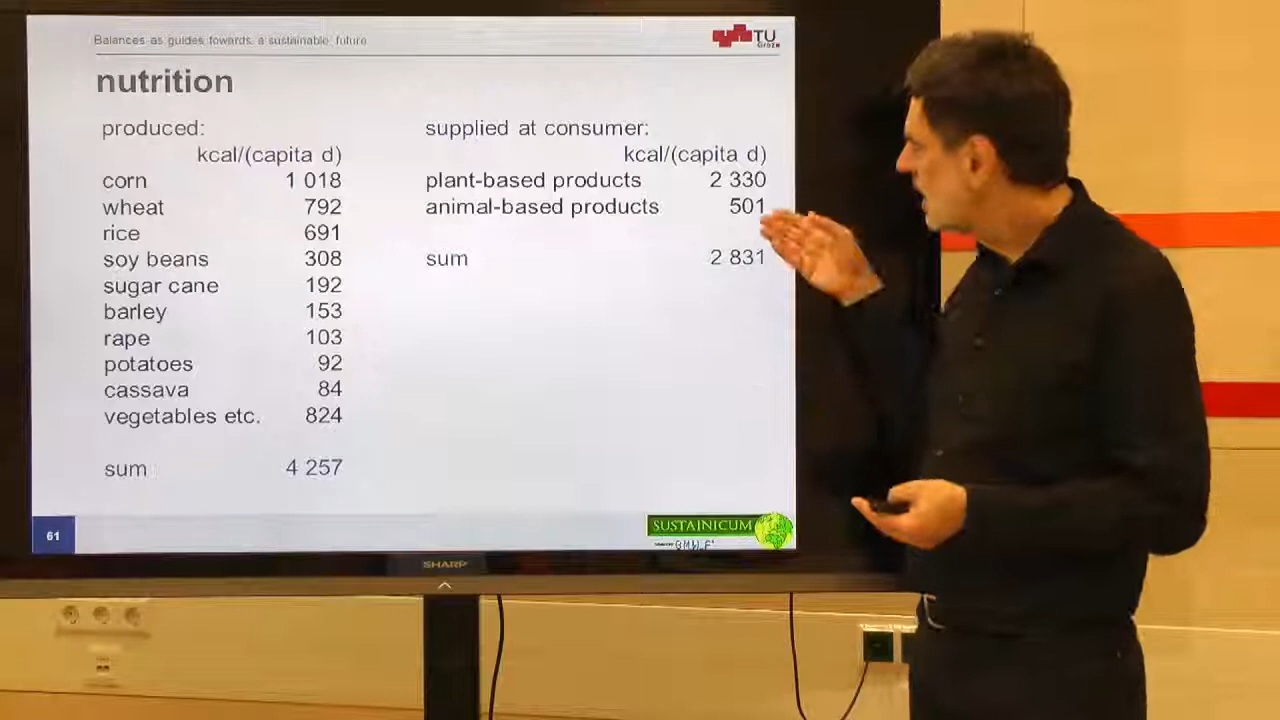 Balances as guides towards a sustainable future
TU
Graz
nutrition
produced:
kcal/(capita d)
corn 1 018
wheat 792
rice 691
soy beans 308
sugar cane 192
barley 153
rape 103
potatoes 92
cassava 84
vegetables etc. 824
sum 4 257
supplied at consumer:
kcal/(capita d)
plant-based products 2 330
animal-based products 501
sum 2 831
61
SUSTAINICUM
SHARP